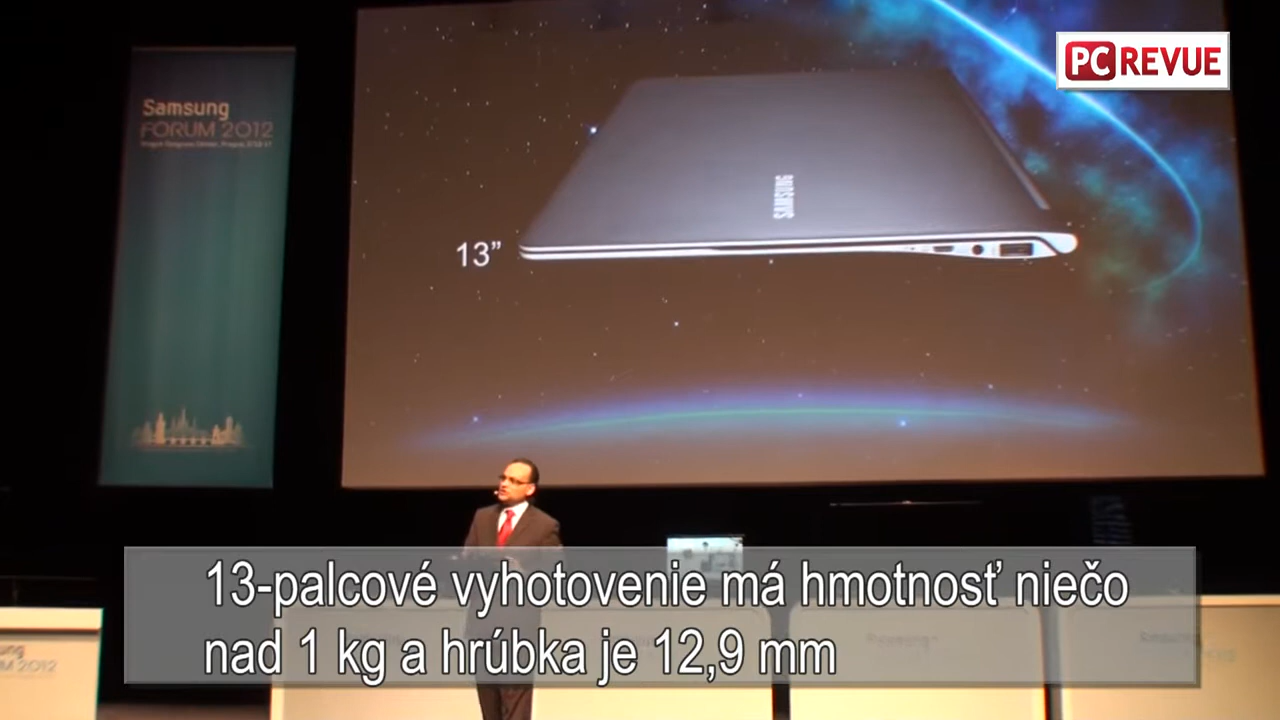 PC REVUE
Samsung
FORUM 2012
SAMSUNG
13”
13-palcové vyhotovenie má hmotnosť niečo
nad 1 kg a hrúbka je 12,9 mm